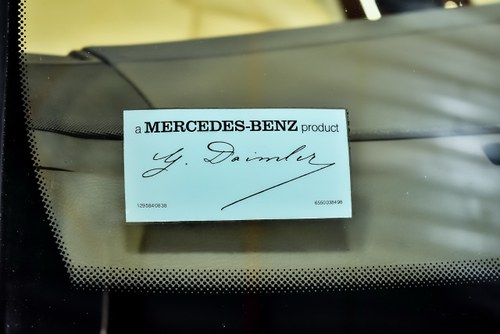 a MERCEDES-BENZ product
G. Daimler